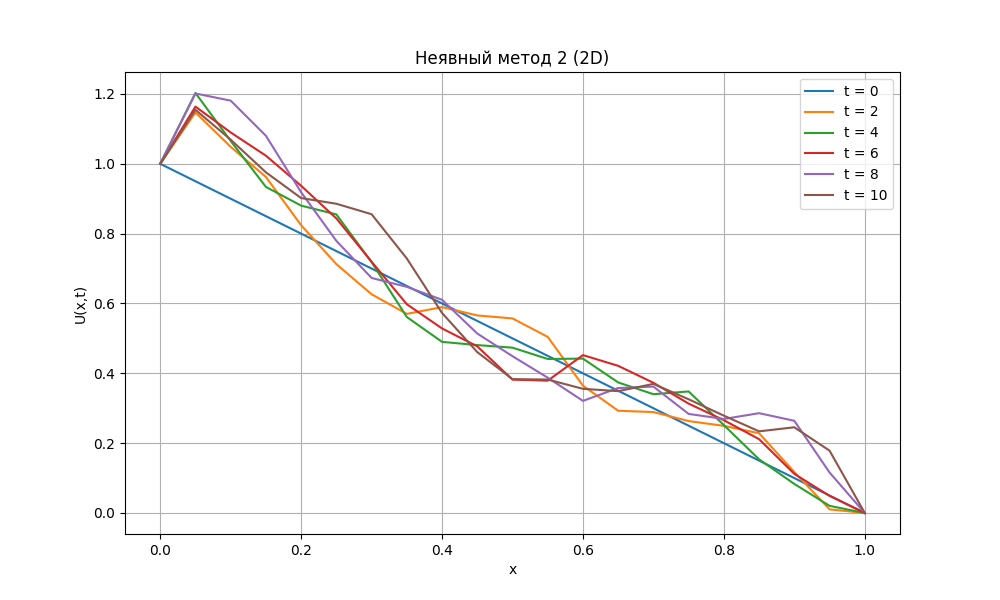 Неявный метод 2 (2D)
t = 0
t = 2
t = 4
t = 6
t = 8
t = 10
U(x,t)
1.2
1.0
0.8
0.6
0.4
0.2
0.0
0.0 0.2 0.4 0.6 0.8 1.0
x